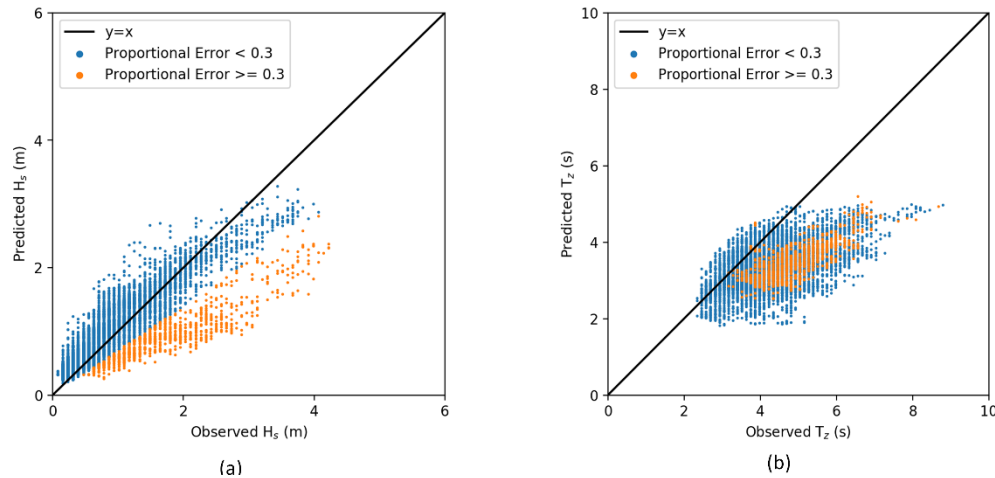 y=x
Proportional Error < 0.3
Proportional Error >= 0.3
Predicted Hₛ (m)
6
4
2
0
0 2 4 6
Observed Hₛ (m)
(a)
y=x
Proportional Error < 0.3
Proportional Error >= 0.3
Predicted T_z (s)
10
8
6
4
2
0
0 2 4 6 8 10
Observed T_z (s)
(b)